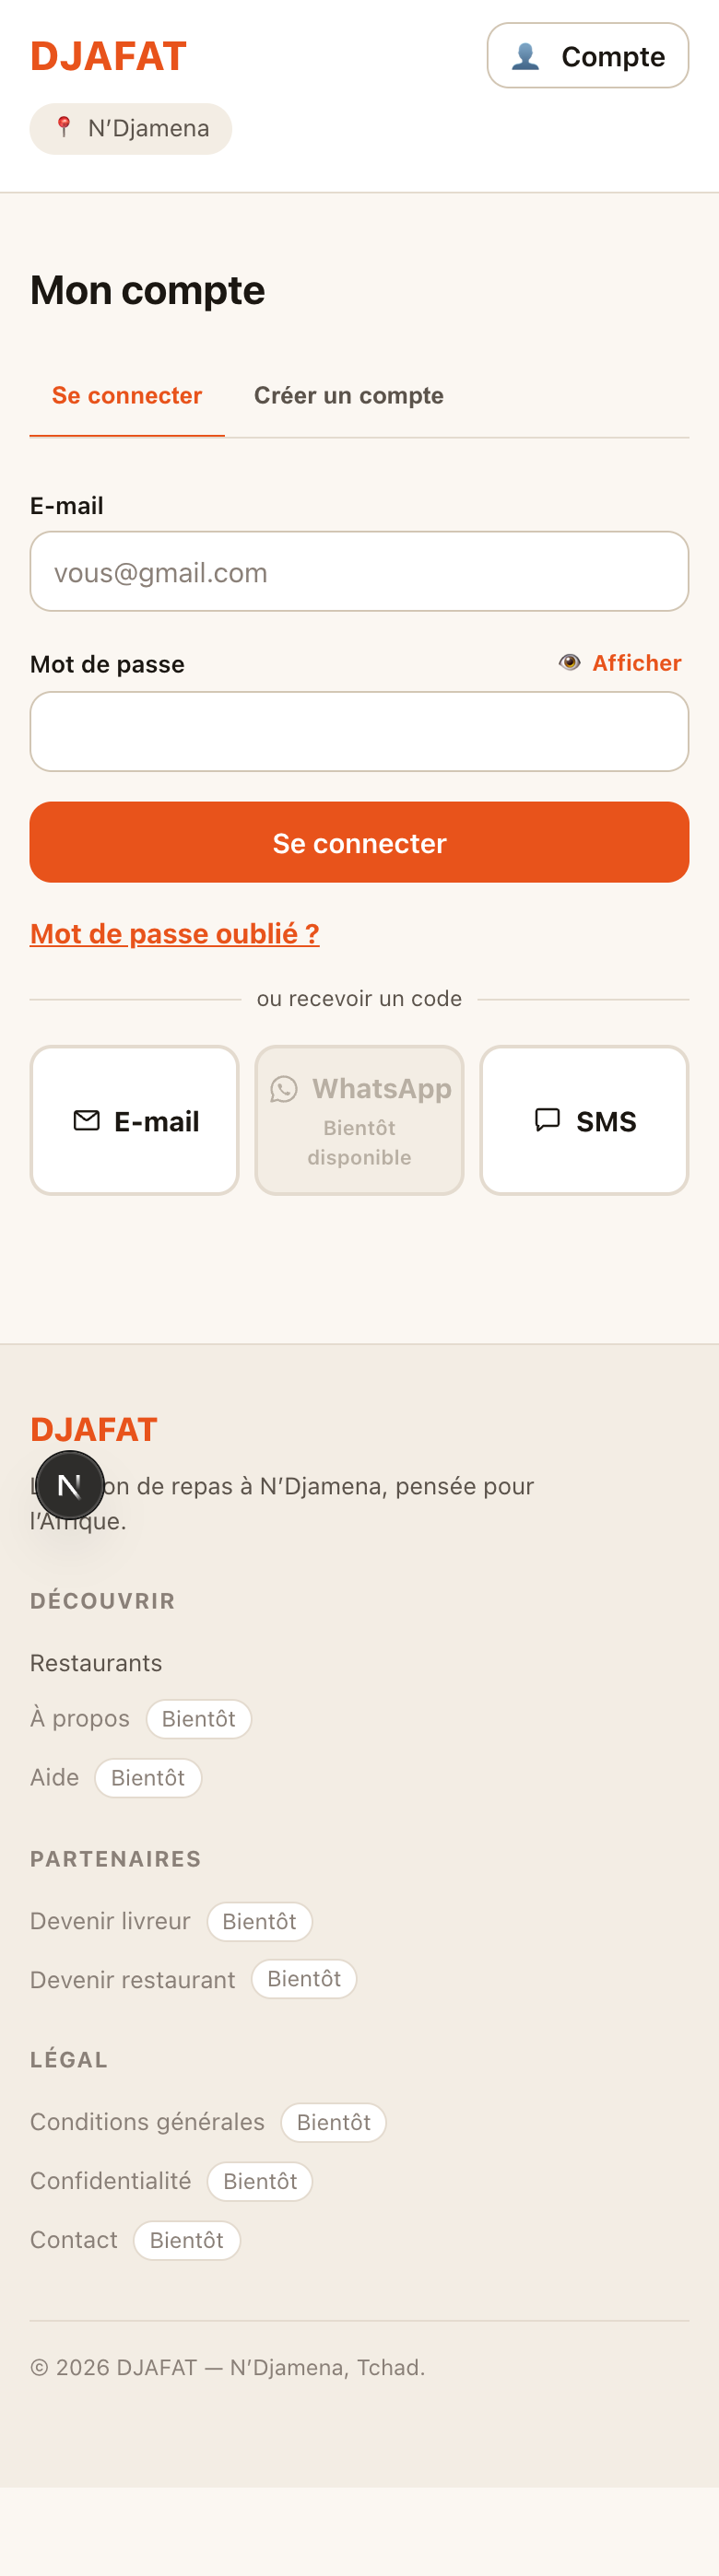 DJAFAT
Compte
N’Djamena
Mon compte
Se connecter
Créer un compte
E-mail
vous@gmail.com
Mot de passe
Afficher
Se connecter
Mot de passe oublié ?
ou recevoir un code
E-mail
WhatsApp
Bientôt
disponible
SMS
DJAFAT
N
de repas à N’Djamena, pensée pour
l’Afrique.
DÉCOUVRIR
Restaurants
À propos Bientôt
Aide Bientôt
PARTENAIRES
Devenir livreur Bientôt
Devenir restaurant Bientôt
LÉGAL
Conditions générales Bientôt
Confidentialité Bientôt
Contact Bientôt
© 2026 DJAFAT — N’Djamena, Tchad.